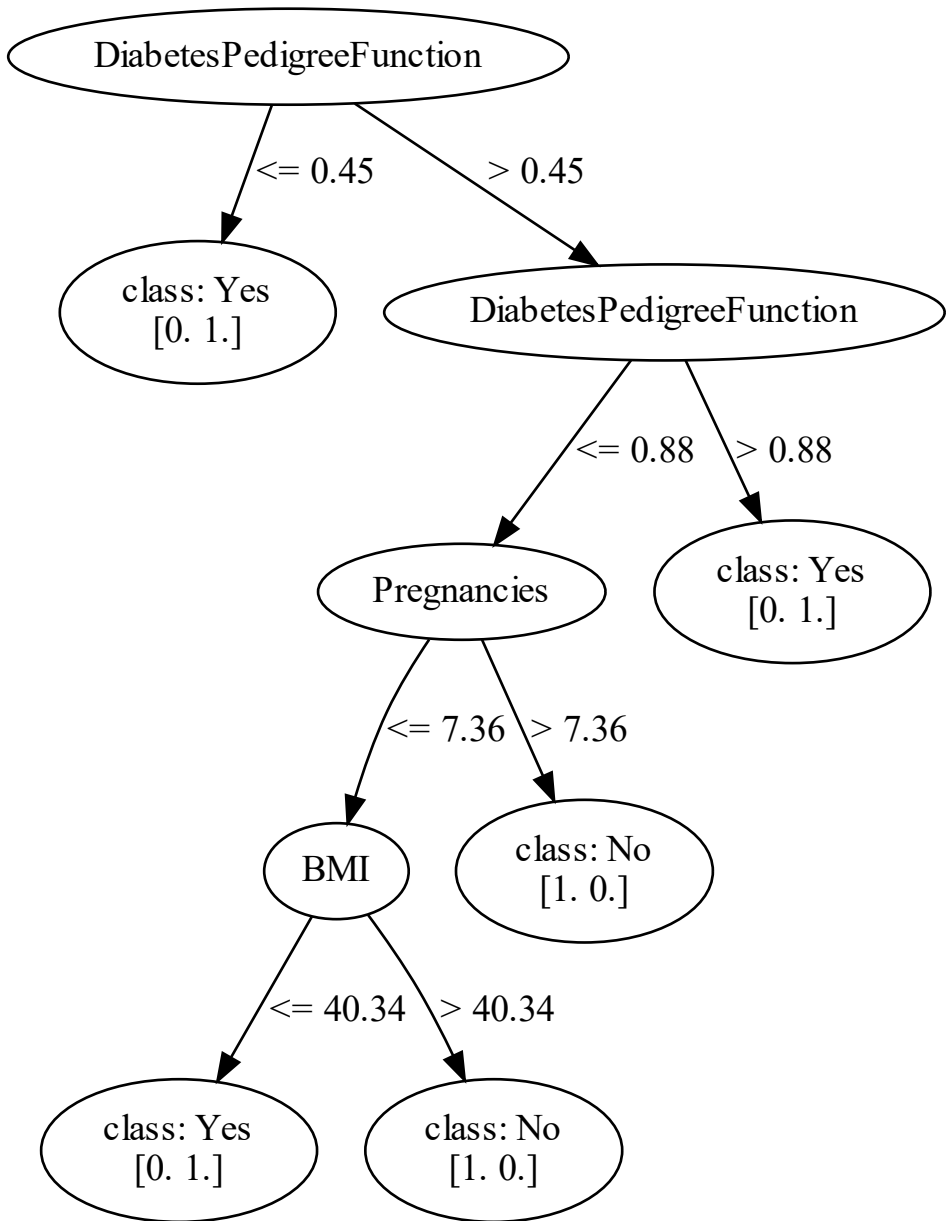 DiabetesPedigreeFunction
<= 0.45
> 0.45
class: Yes
[0. 1.]
DiabetesPedigreeFunction
<= 0.88
> 0.88
Pregnancies
class: Yes
[0. 1.]
<= 7.36
> 7.36
BMI
class: No
[1. 0.]
<= 40.34
> 40.34
class: Yes
[0. 1.]
class: No
[1. 0.]